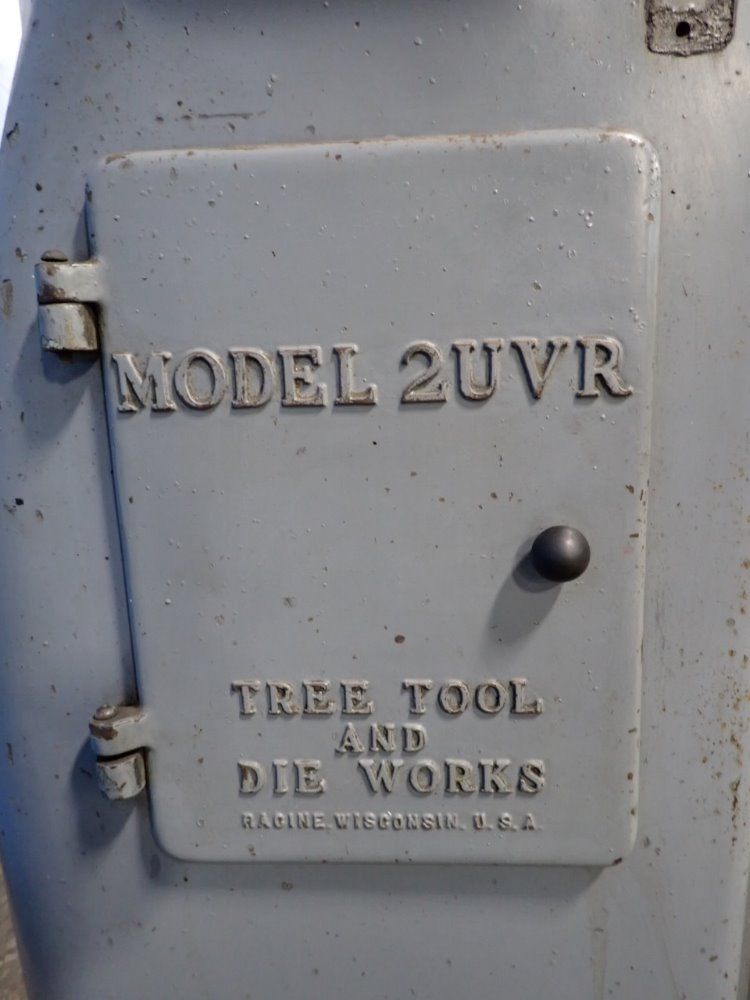 MODEL 2UVR
TREE TOOL
AND
DIE WORKS
RACINE, WISCONSIN, U.S.A.